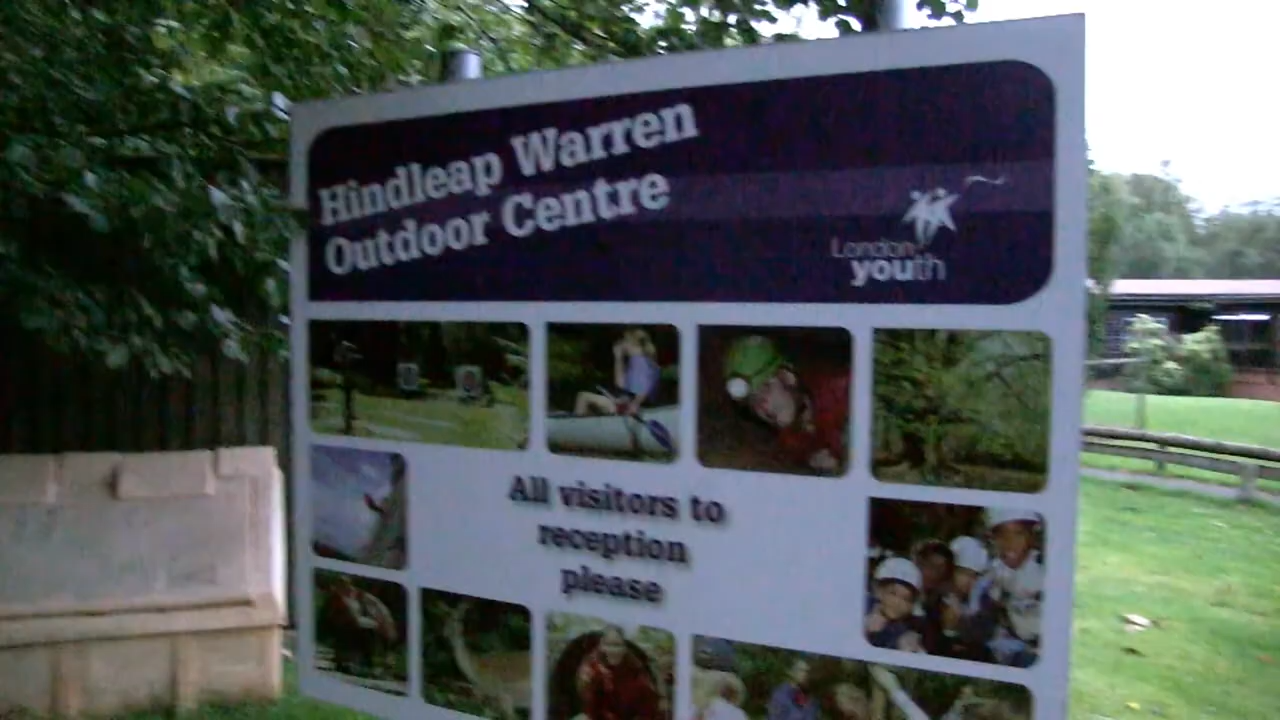 Hindleap Warren
Outdoor Centre
London
youth
All visitors to
reception
please